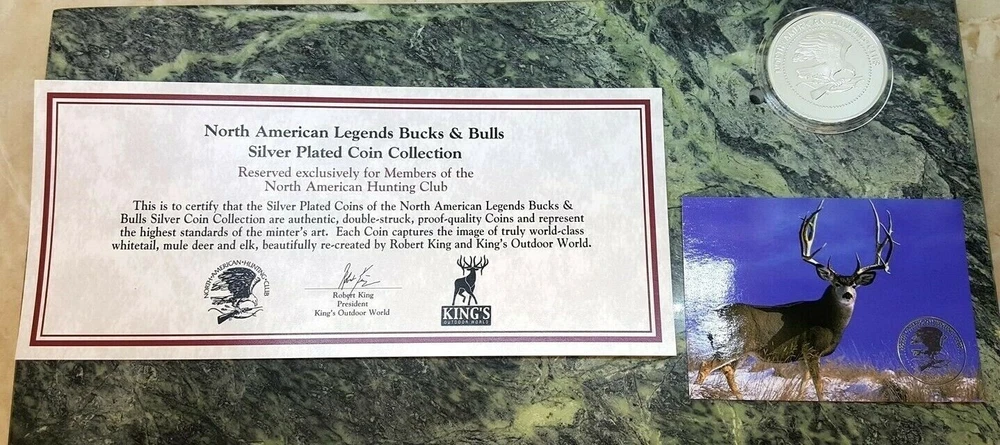 North American Legends Bucks & Bulls
Silver Plated Coin Collection
Reserved exclusively for Members of the
North American Hunting Club
This is to certify that the Silver Plated Coins of the North American Legends Bucks &
Bulls Silver Coin Collection are authentic, double-struck, proof-quality Coins and represent
the highest standards of the minter's art. Each Coin captures the image of truly world-class
whitetail, mule deer and elk, beautifully re-created by Robert King and King's Outdoor World.
NORTH•AMERICAN•HUNTING•CLUB
Robert King
President
King's Outdoor World
KING'S
OUTDOOR WORLD
NORTH AMERICAN HUNTING CLUB